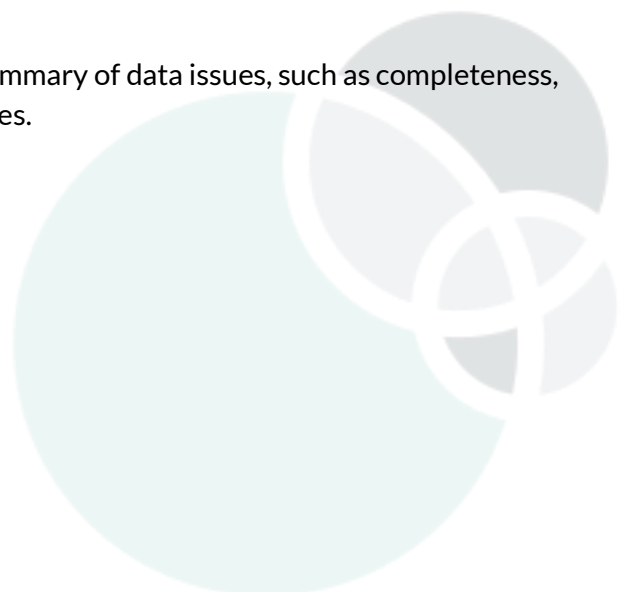 mmary of data issues, such as completeness,
es.